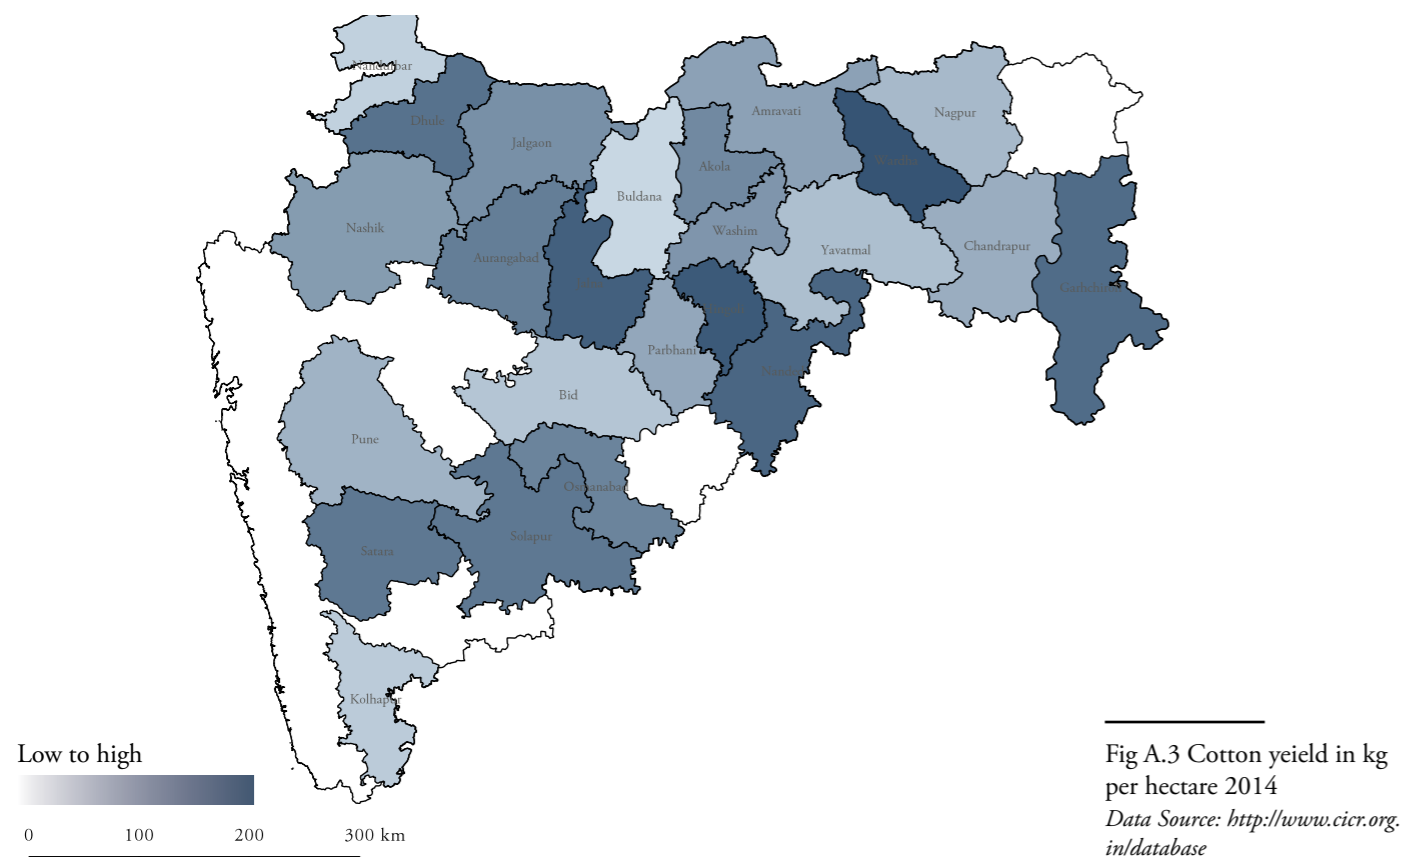 Nandurbar
Dhule
Jalgaon
Amravati
Nagpur
Wardha
Akola
Buldana
Nashik
Washim
Aurangabad
Yavatmal
Chandrapur
Parbhani
Bid
Pune
Osmanabad
Solapur
Satara
Kolhapur
Low to high
0 100 200 300 km
Fig A.3 Cotton yeield in kg
per hectare 2014
Data Source: http://www.cicr.org.
in/database